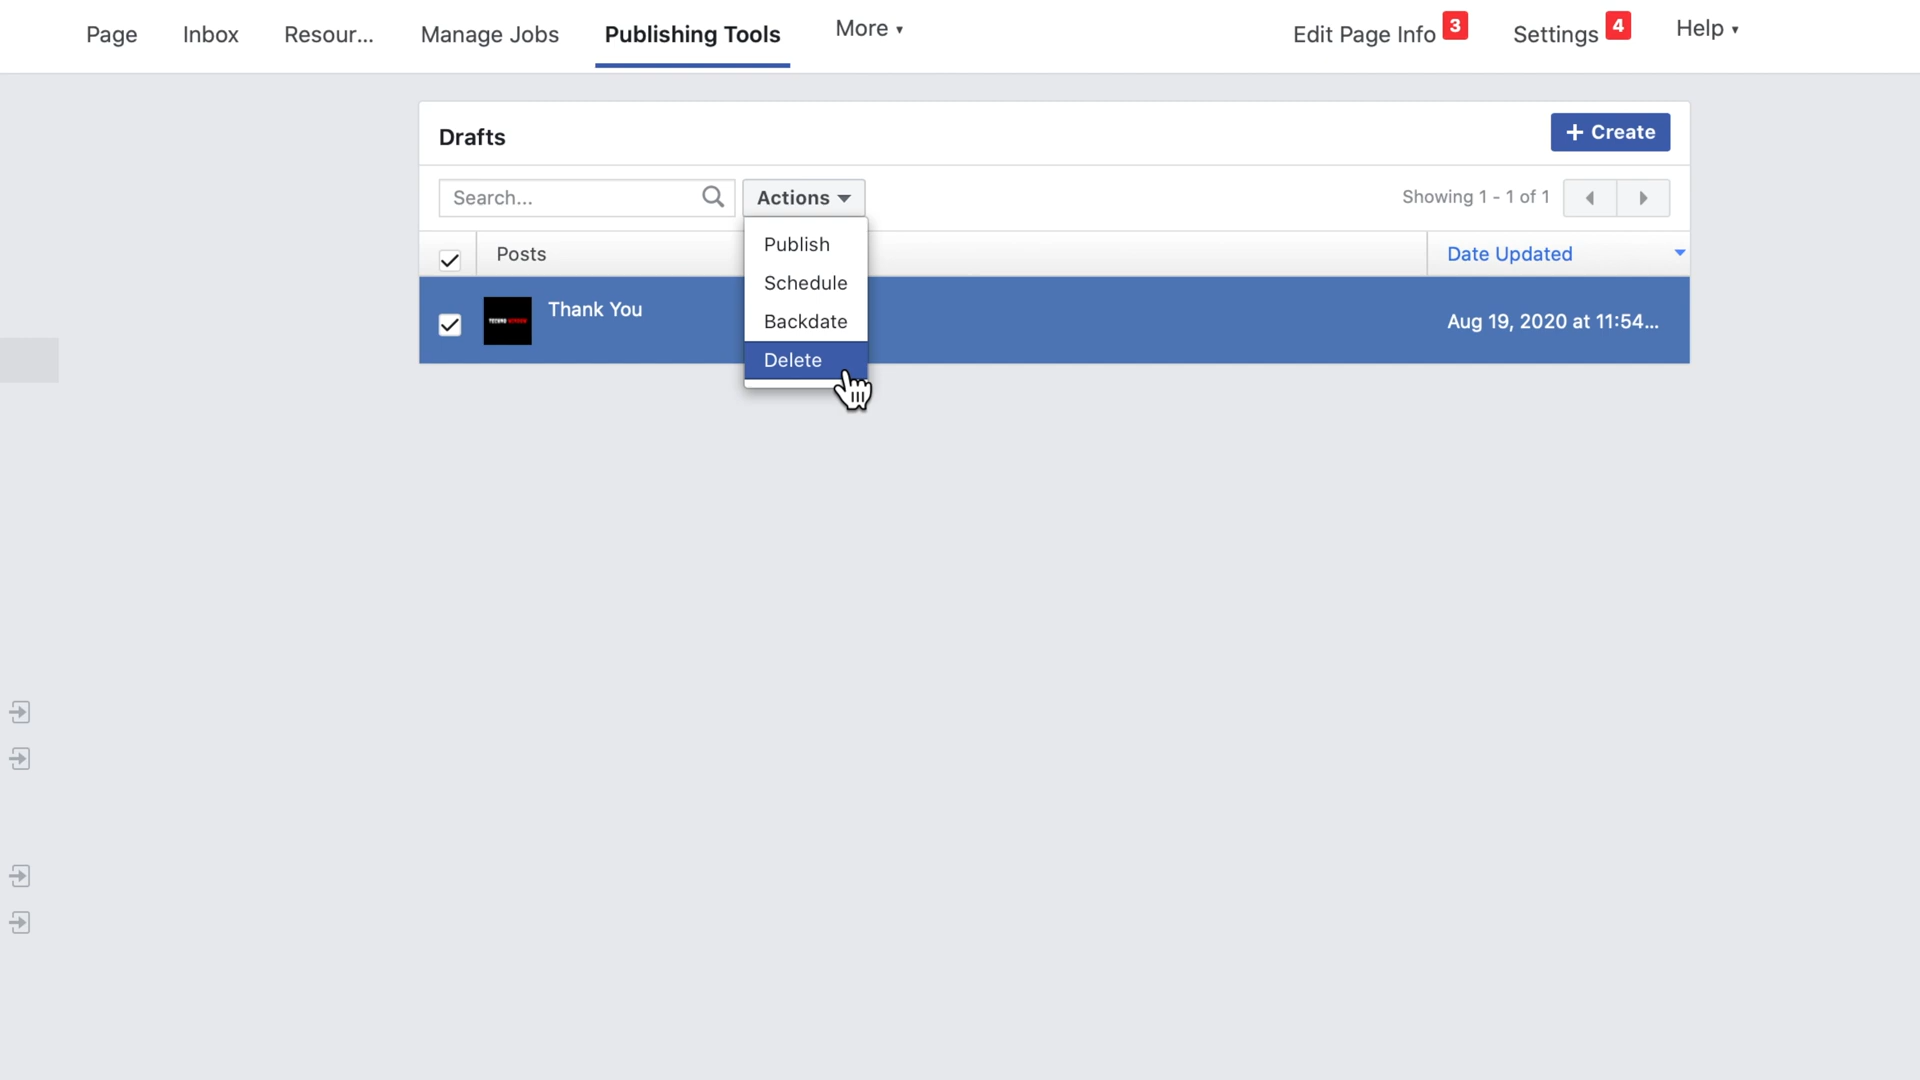 Page Inbox Resour... Manage Jobs Publishing Tools More Edit Page Info 3 Settings 4 Help
Drafts
+ Create
Search... Actions Showing 1 - 1 of 1
Publish
Posts Date Updated
Schedule
Thank You
Backdate Aug 19, 2020 at 11:54...
Delete